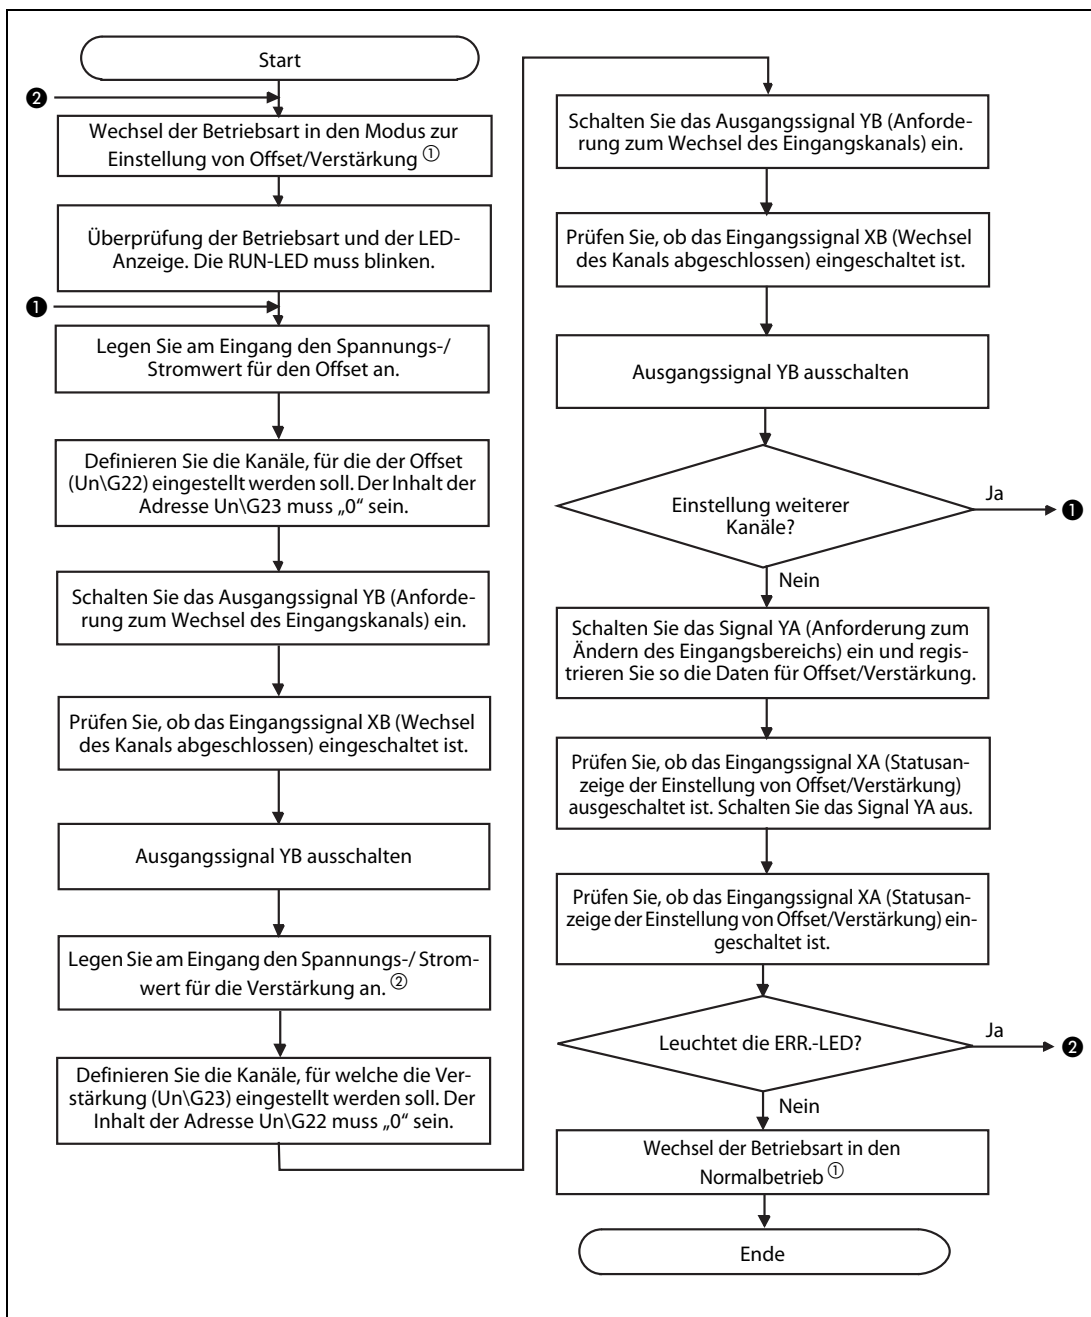 Start
❷
Wechsel der Betriebsart in den Modus zur
Einstellung von Offset/Verstärkung ①
Überprüfung der Betriebsart und der LED-
Anzeige. Die RUN-LED muss blinken.
❶
Legen Sie am Eingang den Spannungs-/
Stromwert für den Offset an.
Definieren Sie die Kanäle, für die der Offset
(Un\G22) eingestellt werden soll. Der Inhalt der
Adresse Un\G23 muss „0“ sein.
Schalten Sie das Ausgangssignal YB (Anforde-
rung zum Wechsel des Eingangskanals) ein.
Prüfen Sie, ob das Eingangssignal XB (Wechsel
des Kanals abgeschlossen) eingeschaltet ist.
Ausgangssignal YB ausschalten
Legen Sie am Eingang den Spannungs-/ Strom-
wert für die Verstärkung an. ②
Definieren Sie die Kanäle, für welche die Ver-
stärkung (Un\G23) eingestellt werden soll. Der
Inhalt der Adresse Un\G22 muss „0“ sein.
Schalten Sie das Ausgangssignal YB (Anforde-
rung zum Wechsel des Eingangskanals) ein.
Prüfen Sie, ob das Eingangssignal XB (Wechsel
des Kanals abgeschlossen) eingeschaltet ist.
Ausgangssignal YB ausschalten
Einstellung weiterer
Kanäle?
Ja
❶
Nein
Schalten Sie das Signal YA (Anforderung zum
Ändern des Eingangsbereichs) ein und regis-
trieren Sie so die Daten für Offset/Verstärkung.
Prüfen Sie, ob das Eingangssignal XA (Statusan-
zeige der Einstellung von Offset/Verstärkung)
ausgeschaltet ist. Schalten Sie das Signal YA aus.
Prüfen Sie, ob das Eingangssignal XA (Statusan-
zeige der Einstellung von Offset/Verstärkung) ein-
geschaltet ist.
Leuchtet die ERR.-LED?
Ja
❷
Nein
Wechsel der Betriebsart in den
Normalbetrieb ①
Ende